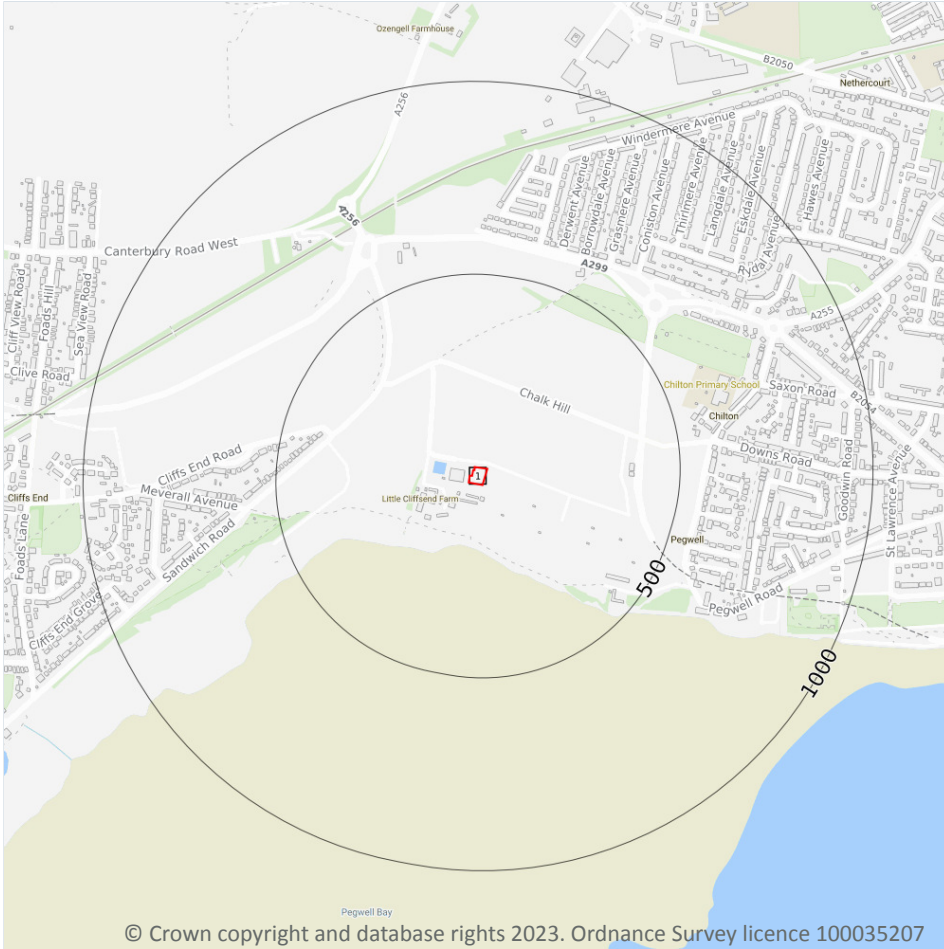 Ozengell Farmhouse
B2050
Nethercourt
A256
Windermere Avenue
Derwent Avenue
Borrowdale Avenue
Grasmere Avenue
Coniston Avenue
Thirlmere Avenue
Langdale Avenue
Eskdale Avenue
Hawes Avenue
A256
Canterbury Road West
A299
Rydal Avenue
Cliff View Road
Foads Hill
Sea View Road
A255
Clive Road
Chalk Hill
Chilton Primary School
Saxon Road
B2054
Chilton
Cliffs End Road
Downs Road
Goodwin Road
St Lawrence Avenue
1
Cliffs End
Meverall Avenue
Little Cliffsend Farm
Foads Lane
Sandwich Road
Pegwell
500
Pegwell Road
Cliffs End Grove
1000
Pegwell Bay
© Crown copyright and database rights 2023. Ordnance Survey licence 100035207